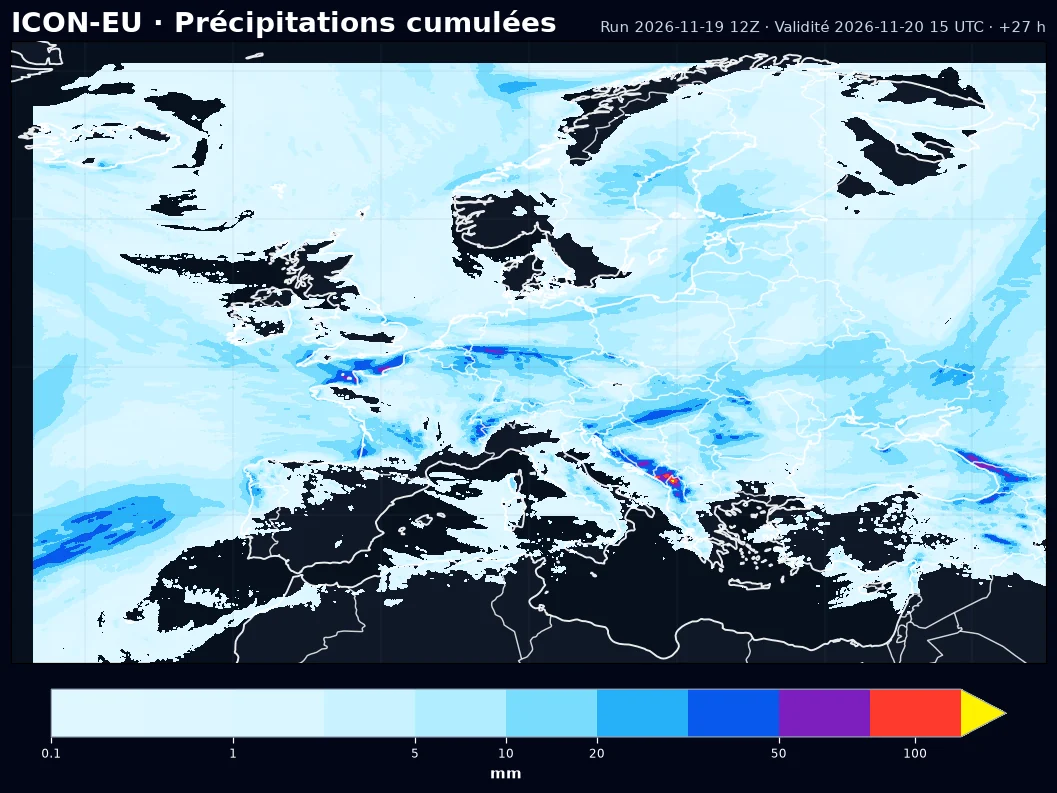 ICON-EU · Précipitations cumulées
Run 2026-11-19 12Z · Validité 2026-11-20 15 UTC · +27 h
0.1 1 5 10 20 50 100
mm